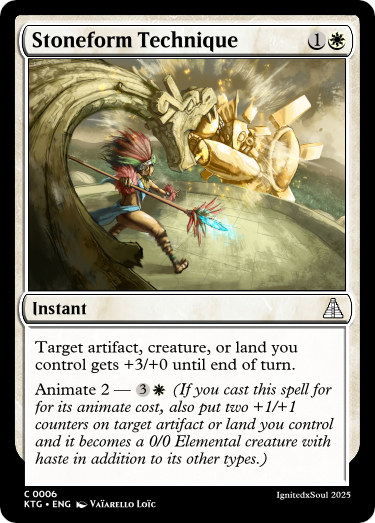 Stoneform Technique 1
Instant
Target artifact, creature, or land you
control gets +3/+0 until end of turn.
Animate 2 — 3 (If you cast this spell for
for its animate cost, also put two +1/+1
counters on target artifact or land you control
and it becomes a 0/0 Elemental creature with
haste in addition to its other types.)
C 0006
KTG • ENG Vaïarello Loïc
IgnitedxSoul 2025